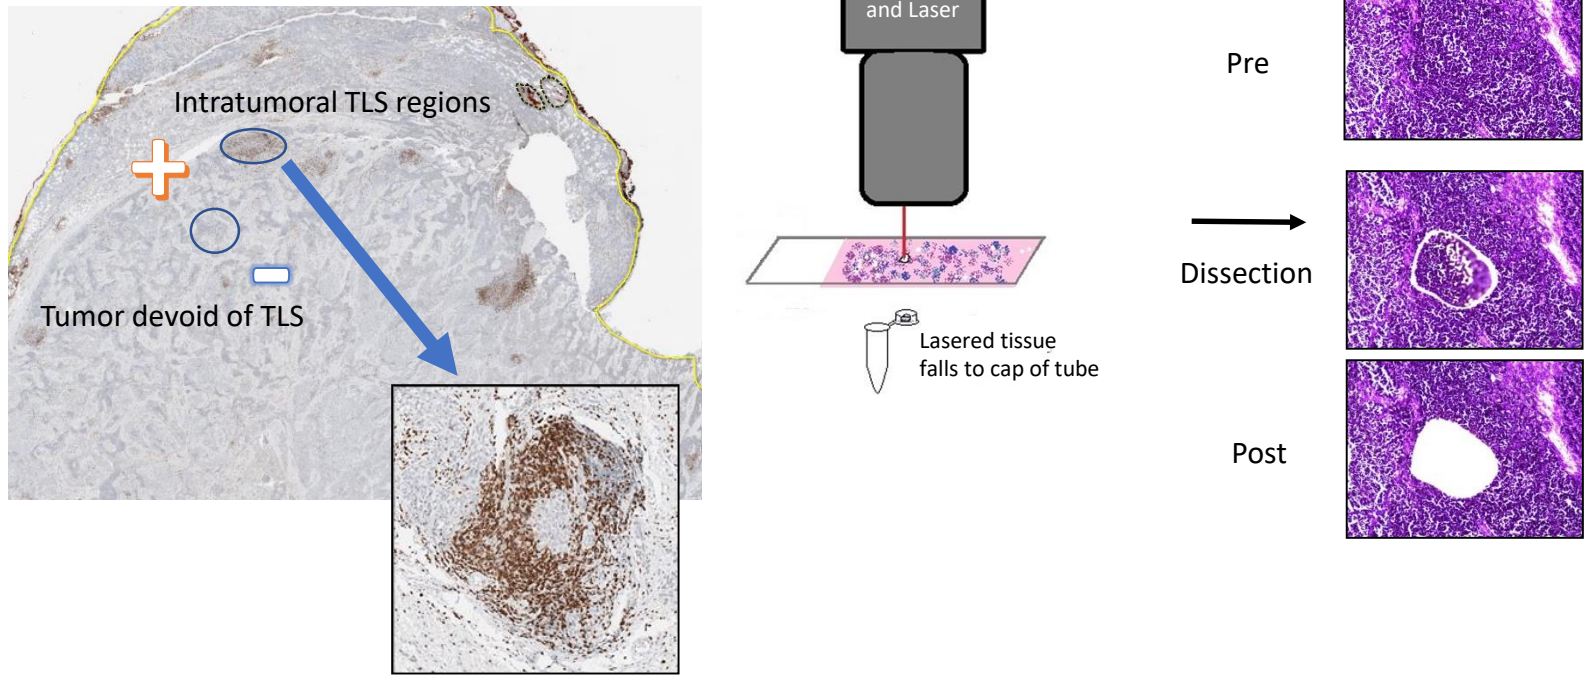 and Laser
Intratumoral TLS regions
Tumor devoid of TLS
Lasered tissue
falls to cap of tube
Pre
Dissection
Post